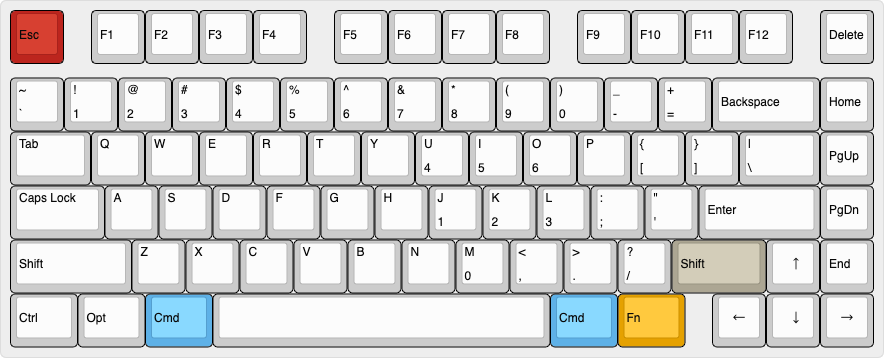 Esc F1 F2 F3 F4 F5 F6 F7 F8 F9 F10 F11 F12 Delete
~ ! @ # $ % ^ & * ( ) _ +
` 1 2 3 4 5 6 7 8 9 0 - = Backspace Home
Tab Q W E R T Y U I O P { } |
4 5 6 [ ] \ PgUp
Caps Lock A S D F G H J K L : "
1 2 3 ; ' Enter PgDn
Shift Z X C V B N M < > ? Shift ↑ End
0 , . /
Ctrl Opt Cmd Cmd Fn ← ↓ →